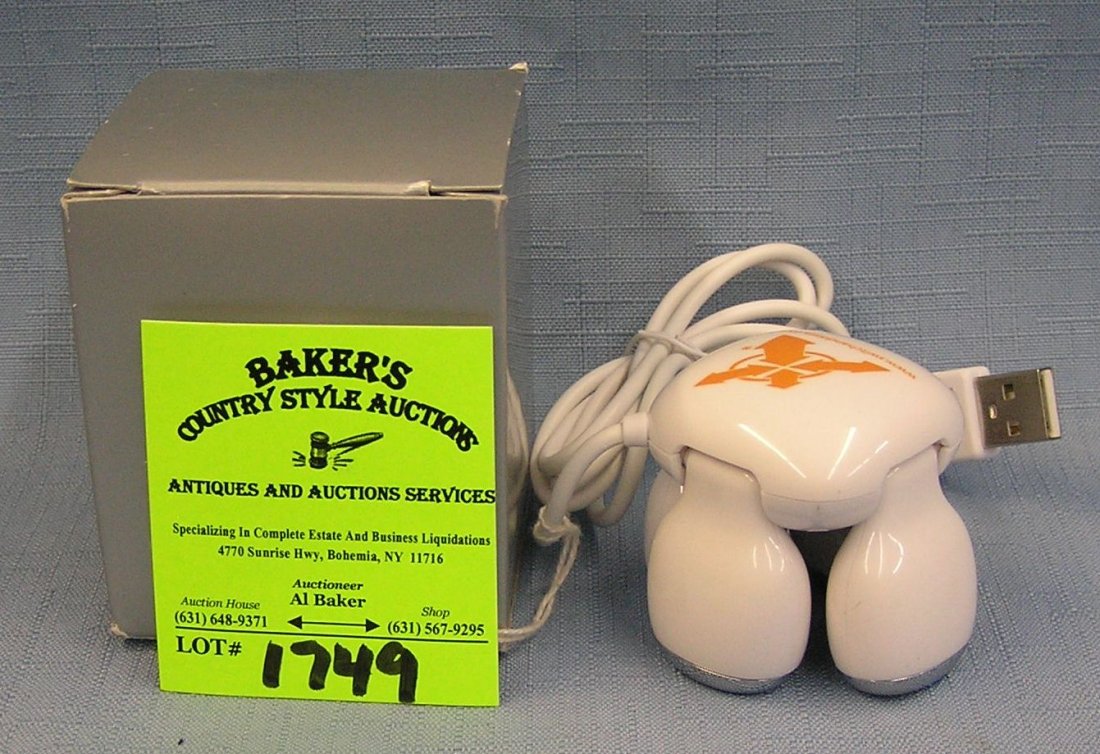 BAKER'S
COUNTRY STYLE AUCTIONS
ANTIQUES AND AUCTIONS SERVICES
Specializing In Complete Estate And Business Liquidations
4770 Sunrise Hwy, Bohemia, NY 11716
Auctioneer
Al Baker
Auction House
(631) 648-9371
Shop
(631) 567-9295
LOT# 1749